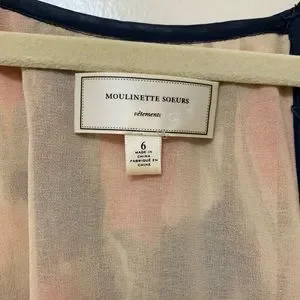 MOULINETTE SOEURS
vêtements
6
MADE IN
CHINA
FABRIQUÉ EN
CHINE